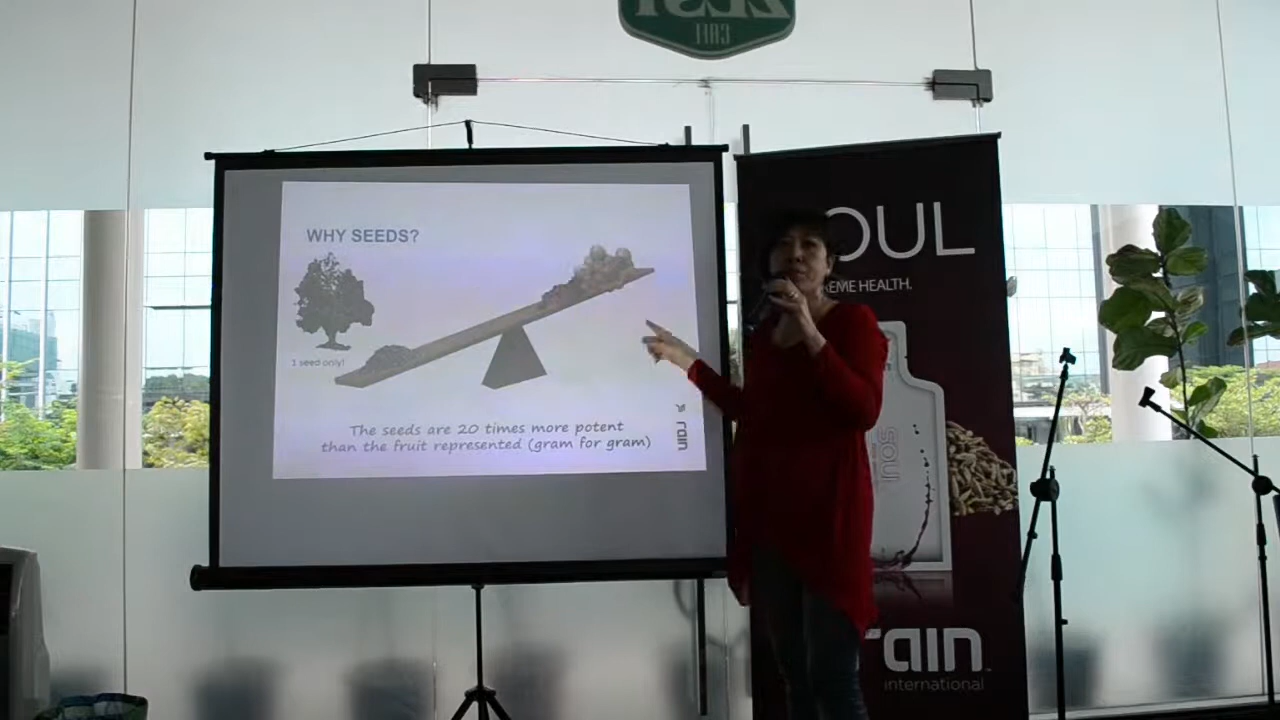 CAFE
WHY SEEDS?
1 seed only!
The seeds are 20 times more potent
than the fruit represented (gram for gram)
rain
OUL
EME HEALTH.
SOUL
rain
international